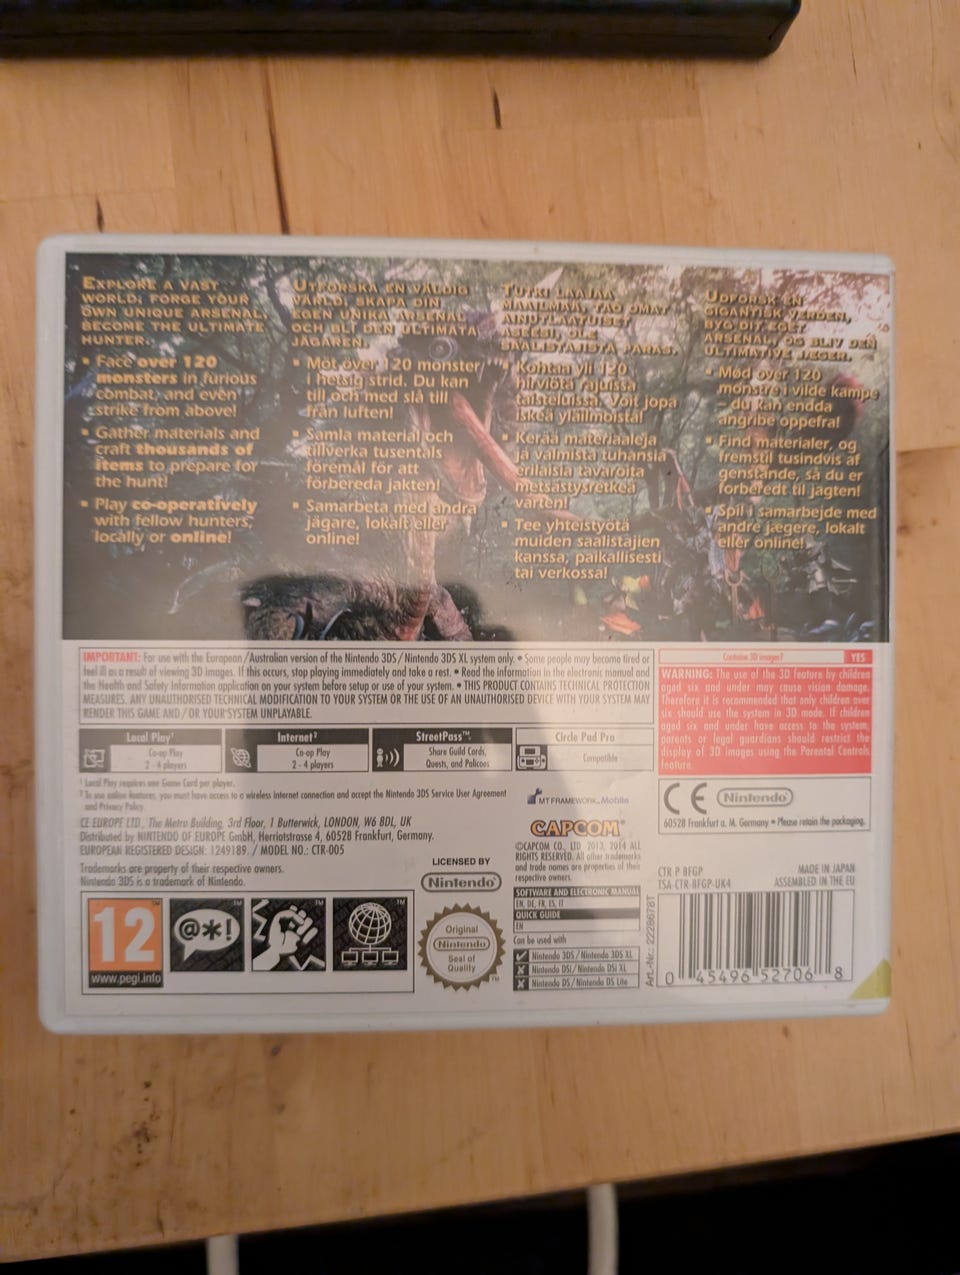 EXPLORE A VAST
WORLD, FORGE YOUR
OWN UNIQUE ARSENAL,
BECOME THE ULTIMATE
HUNTER.
• Face over 120
monsters in furious
combat, and even
strike from above!
• Gather materials and
craft thousands of
items to prepare for
the hunt!
• Play co-operatively
with fellow hunters,
locally or online!
UTFORSKA EN VÄLDIG
VÄRLD, SKAPA DIN
EGEN UNIKA ARSENAL
OCH BLI DEN ULTIMATA
JÄGAREN.
• Möt över 120 monster
i hetsig strid. Du kan
till och med slå till
från luften!
• Samla material och
tillverka tusentals
föremål för att
förbereda jakten!
• Samarbeta med andra
jägare, lokalt eller
online!
TUTKI LAAJAA
MAAILMAA, TAO OMAT
AINUTLAATUISET
ASEESI, OLE
SAALISTAJISTA PARAS.
• Kohtaa yli 120
hirviötä rajuissa
taisteluissa. Voit jopa
iskeä yläilmoista!
• Kerää materiaaleja
ja valmista tuhansia
erilaisia tavaroita
metsästysretkeä
varten!
• Tee yhteistyötä
muiden saalistajien
kanssa, paikallisesti
tai verkossa!
UDFORSK EN
GIGANTISK VERDEN,
BYG DIT EGET
ARSENAL, OG BLIV DEN
ULTIMATIVE JÆGER.
• Mød over 120
monstre i vilde kampe
– du kan endda
angribe oppefra!
• Find materialer, og
fremstil tusindvis af
genstande, så du er
forberedt til jagten!
• Spil i samarbejde med
andre jægere, lokalt
eller online!
IMPORTANT: For use with the European/Australian version of the Nintendo 3DS/Nintendo 3DS XL system only. • Some people may become tired or
feel ill as a result of viewing 3D images. If this occurs, stop playing immediately and take a rest. • Read the information in the electronic manual and
the Health and Safety Information application on your system before setup or use of your system. • THIS PRODUCT CONTAINS TECHNICAL PROTECTION
MEASURES. ANY UNAUTHORISED TECHNICAL MODIFICATION TO YOUR SYSTEM OR THE USE OF AN UNAUTHORISED DEVICE WITH YOUR SYSTEM MAY
RENDER THIS GAME AND/OR YOUR SYSTEM UNPLAYABLE.
Contains 3D images? YES
WARNING: The use of the 3D feature by children
aged six and under may cause vision damage.
Therefore it is recommended that only children over
six should use the system in 3D mode. If children
aged six and under have access to the system,
parents or legal guardians should restrict the
display of 3D images using the Parental Controls
feature.
Local Play¹
Co-op Play
2 - 4 players
Internet²
Co-op Play
2 - 4 players
StreetPass™
Share Guild Cards,
Quests, and Palicoes
Circle Pad Pro
Compatible
¹ Local Play requires one Game Card per player.
² To use online features, you must have access to a wireless internet connection and accept the Nintendo 3DS Service User Agreement
and Privacy Policy.
CE EUROPE LTD., The Metro Building, 3rd Floor, 1 Butterwick, LONDON, W6 8DL, UK
Distributed by NINTENDO OF EUROPE GmbH, Herriotstrasse 4, 60528 Frankfurt, Germany.
EUROPEAN REGISTERED DESIGN: 1249189. / MODEL NO.: CTR-005
Trademarks are property of their respective owners.
Nintendo 3DS is a trademark of Nintendo.
MT FRAMEWORK Mobile
CAPCOM®
©CAPCOM CO., LTD. 2013, 2014 ALL
RIGHTS RESERVED. All other trademarks
and trade names are properties of their
respective owners.
CE Nintendo
60528 Frankfurt a. M. Germany • Please retain the packaging.
CTR P BFGP
TSA-CTR-BFGP-UK4
MADE IN JAPAN
ASSEMBLED IN THE EU
LICENSED BY
Nintendo®
12
www.pegi.info
@*!
™
Original
Nintendo
Seal of
Quality
SOFTWARE AND ELECTRONIC MANUAL
EN, DE, FR, ES, IT
QUICK GUIDE
EN
Can be used with
✓ Nintendo 3DS/Nintendo 3DS XL
X Nintendo DSi/Nintendo DSi XL
X Nintendo DS/Nintendo DS Lite
Art.-Nr.: 2228678T
0 45496 52706 8